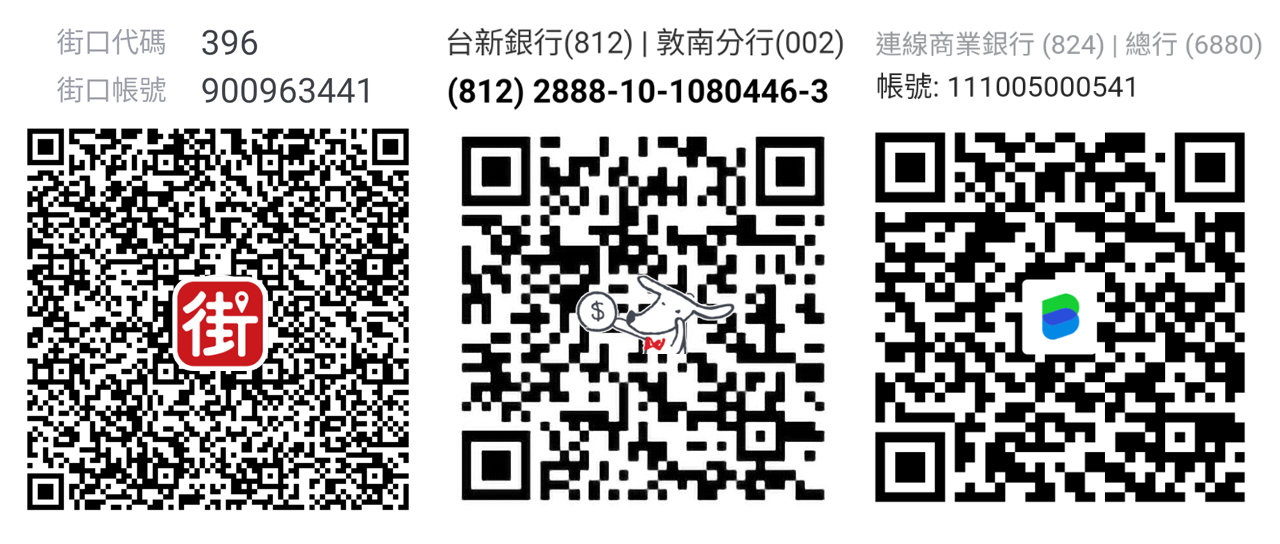 街口代碼 396
街口帳號 900963441
街
台新銀行(812) | 敦南分行(002)
(812) 2888-10-1080446-3
$
連線商業銀行 (824) | 總行 (6880)
帳號: 111005000541